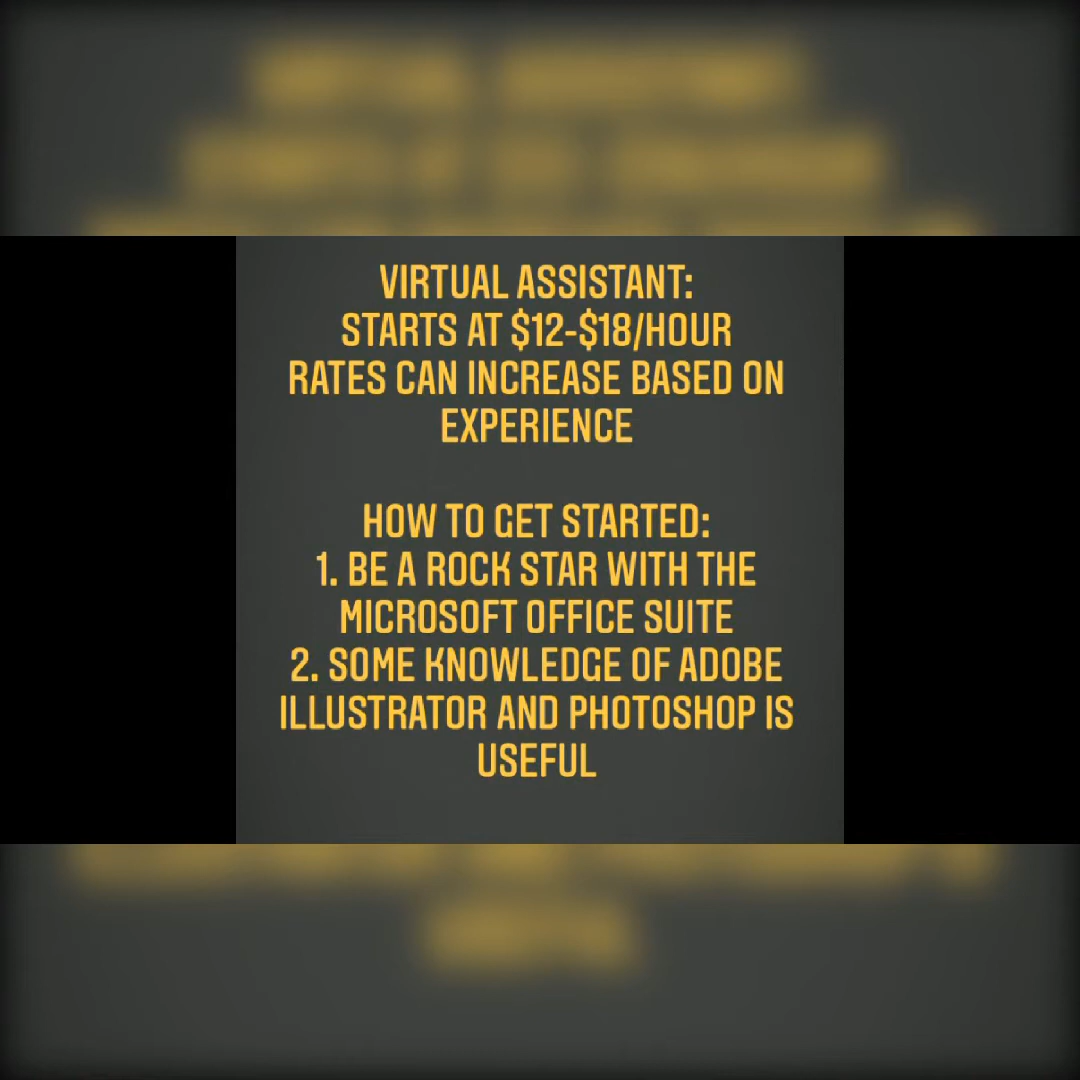 VIRTUAL ASSISTANT:
STARTS AT $12-$18/HOUR
RATES CAN INCREASE BASED ON
EXPERIENCE
HOW TO GET STARTED:
1. BE A ROCK STAR WITH THE
MICROSOFT OFFICE SUITE
2. SOME KNOWLEDGE OF ADOBE
ILLUSTRATOR AND PHOTOSHOP IS
USEFUL